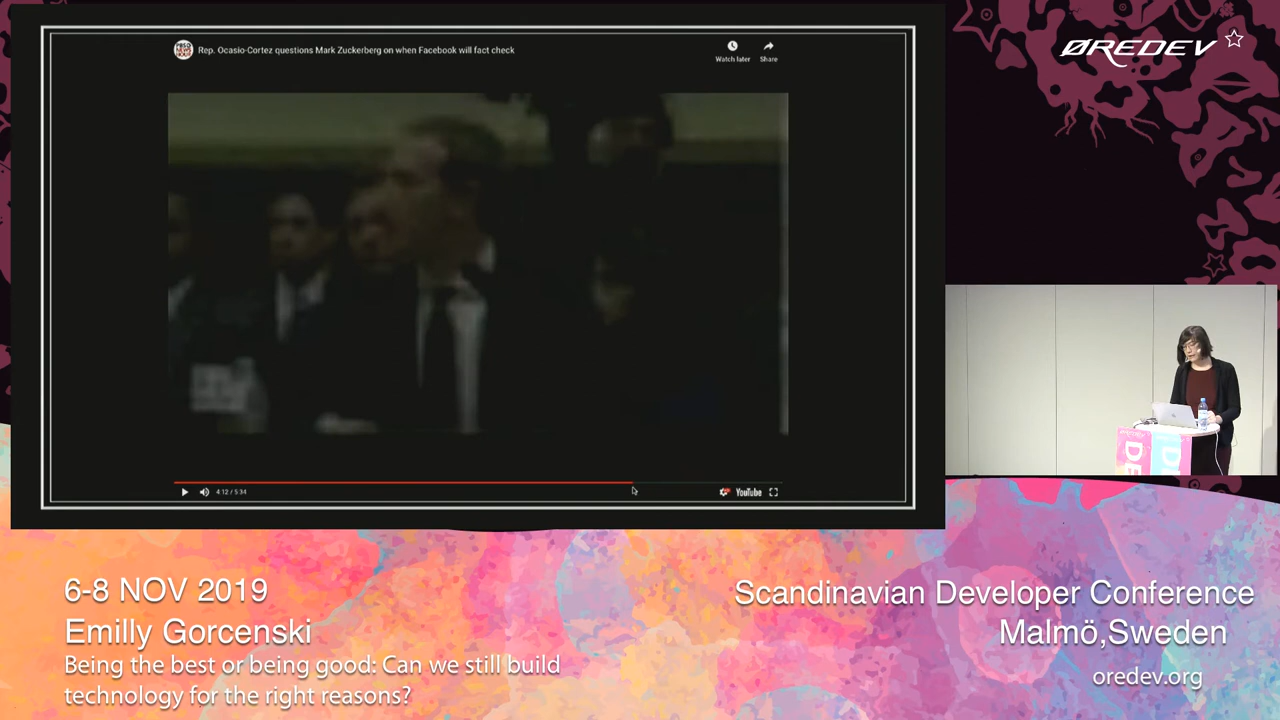 Rep. Ocasio-Cortez questions Mark Zuckerberg on when Facebook will fact check
Watch later
Share
4:12 / 5:34
YouTube
ØREDEV
6-8 NOV 2019
Emilly Gorcenski
Being the best or being good: Can we still build
technology for the right reasons?
Scandinavian Developer Conference
Malmö,Sweden
oredev.org